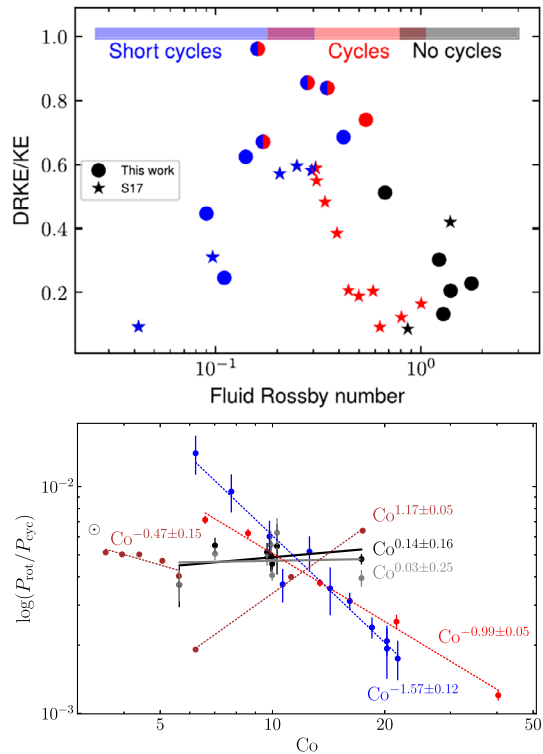 1.0
0.8
0.6
0.4
0.2
DRKE/KE
Short cycles
Cycles
No cycles
This work
S17
10⁻¹
10⁰
Fluid Rossby number
10⁻²
10⁻³
log(P_rot/P_cyc)
⊙
Co^−0.47±0.15
Co^1.17±0.05
Co^0.14±0.16
Co^0.03±0.25
Co^−0.99±0.05
Co^−1.57±0.12
5
10
20
50
Co